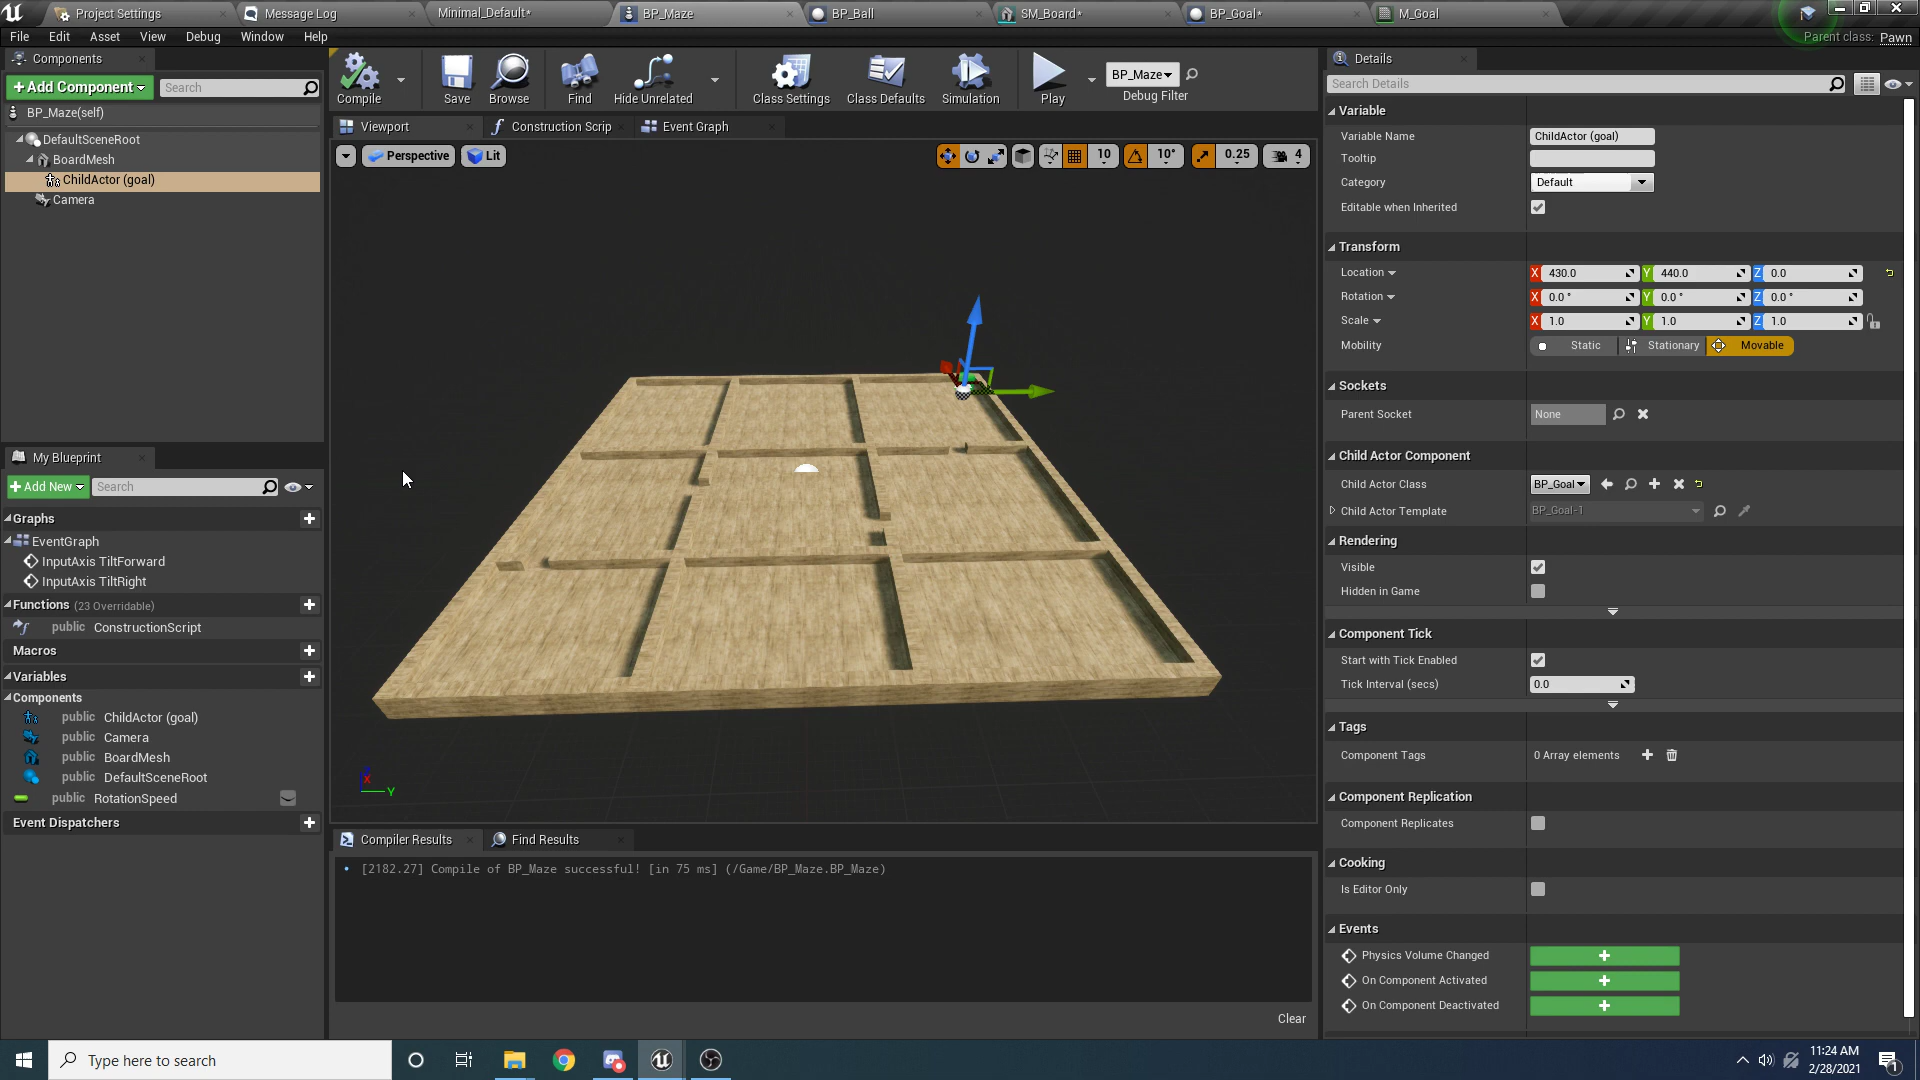 Project Settings
Message Log
Minimal_Default*
BP_Maze
BP_Ball
SM_Board*
BP_Goal*
M_Goal
File Edit Asset View Debug Window Help
Parent class: Pawn
Components
+Add Component
Search
BP_Maze(self)
DefaultSceneRoot
BoardMesh
ChildActor (goal)
Camera
My Blueprint
+Add New
Search
Graphs
EventGraph
InputAxis TiltForward
InputAxis TiltRight
Functions (23 Overridable)
public ConstructionScript
Macros
Variables
Components
public ChildActor (goal)
public Camera
public BoardMesh
public DefaultSceneRoot
public RotationSpeed
Event Dispatchers
Compile
Save
Browse
Find
Hide Unrelated
Class Settings
Class Defaults
Simulation
Play
BP_Maze
Debug Filter
Viewport
Construction Scrip
Event Graph
Perspective
Lit
10
10°
0.25
4
X
Y
Compiler Results
Find Results
• [2182.27] Compile of BP_Maze successful! [in 75 ms] (/Game/BP_Maze.BP_Maze)
Clear
Details
Search Details
Variable
Variable Name ChildActor (goal)
Tooltip
Category Default
Editable when Inherited
Transform
Location X 430.0 Y 440.0 Z 0.0
Rotation X 0.0 ° Y 0.0 ° Z 0.0 °
Scale X 1.0 Y 1.0 Z 1.0
Mobility Static Stationary Movable
Sockets
Parent Socket None
Child Actor Component
Child Actor Class BP_Goal
Child Actor Template BP_Goal-1
Rendering
Visible
Hidden in Game
Component Tick
Start with Tick Enabled
Tick Interval (secs) 0.0
Tags
Component Tags 0 Array elements
Component Replication
Component Replicates
Cooking
Is Editor Only
Events
Physics Volume Changed
On Component Activated
On Component Deactivated
Type here to search
11:24 AM
2/28/2021
1